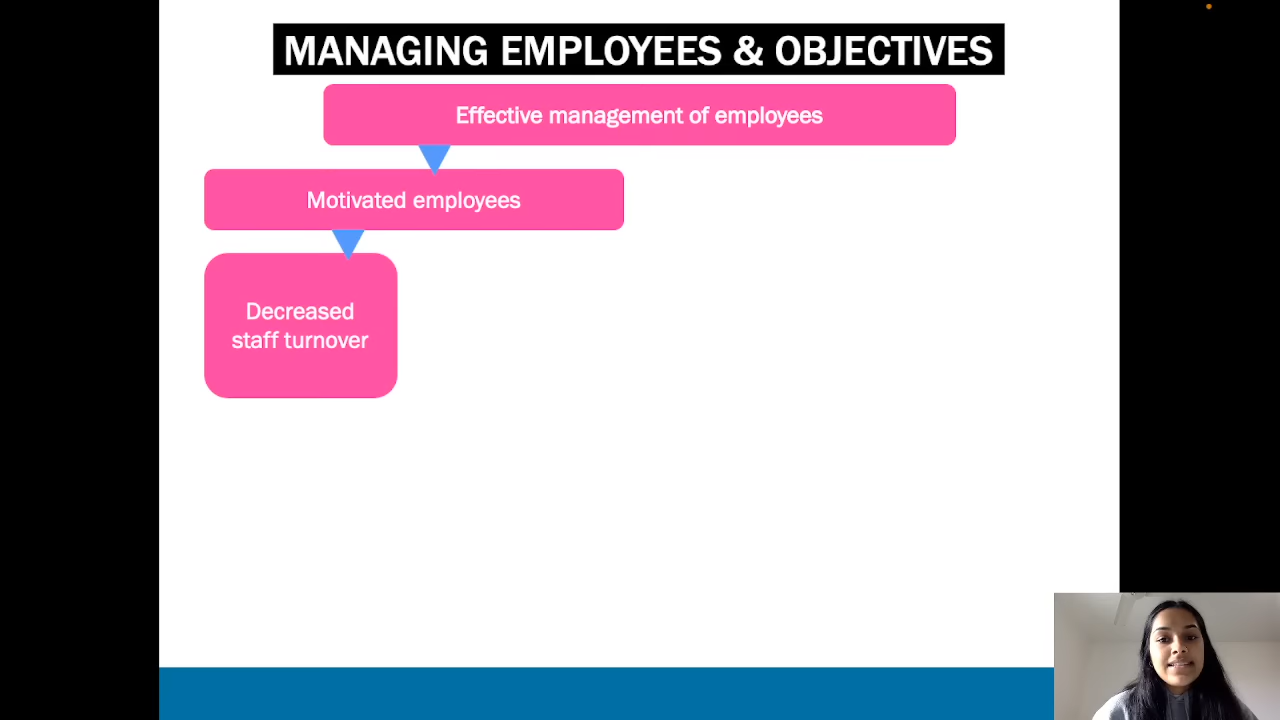 MANAGING EMPLOYEES & OBJECTIVES
Effective management of employees
Motivated employees
Decreased
staff turnover